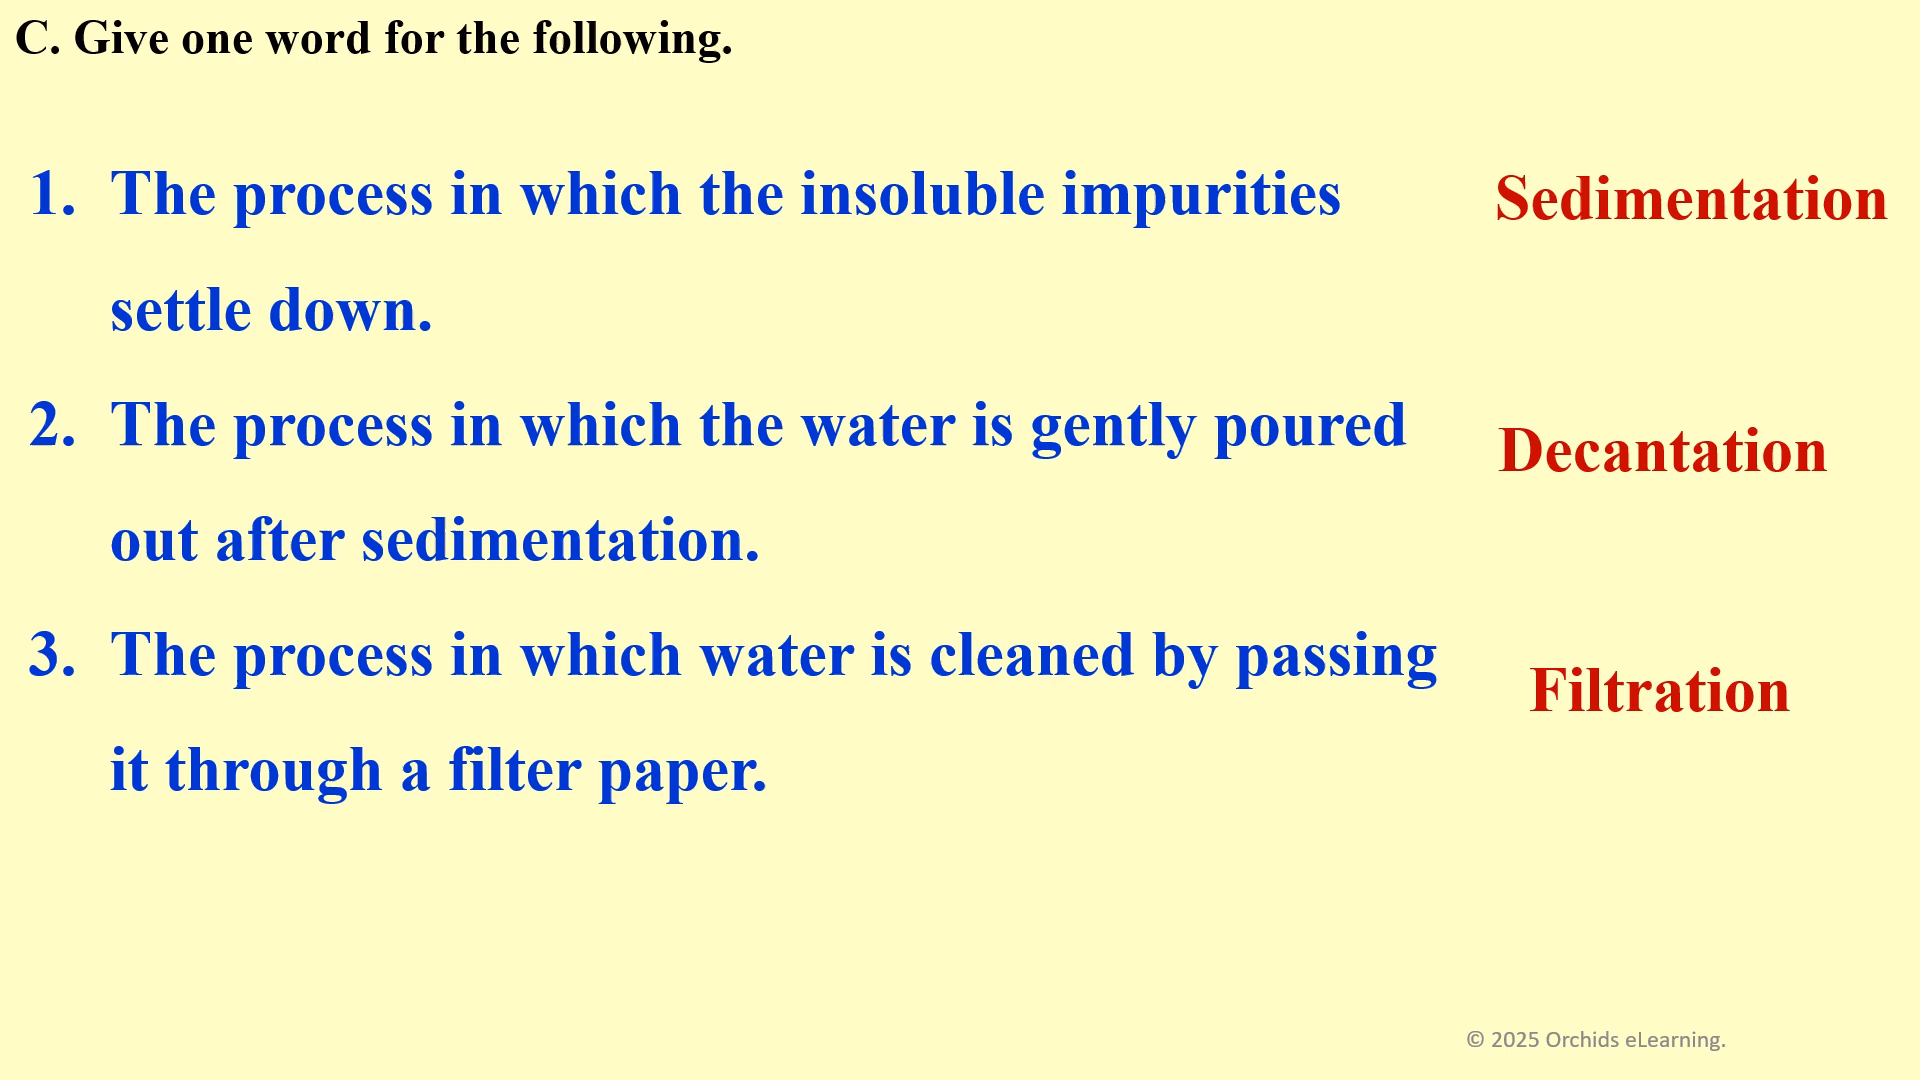 C. Give one word for the following.
1. The process in which the insoluble impurities
Sedimentation
settle down.
2. The process in which the water is gently poured
Decantation
out after sedimentation.
3. The process in which water is cleaned by passing
Filtration
it through a filter paper.
© 2025 Orchids eLearning.